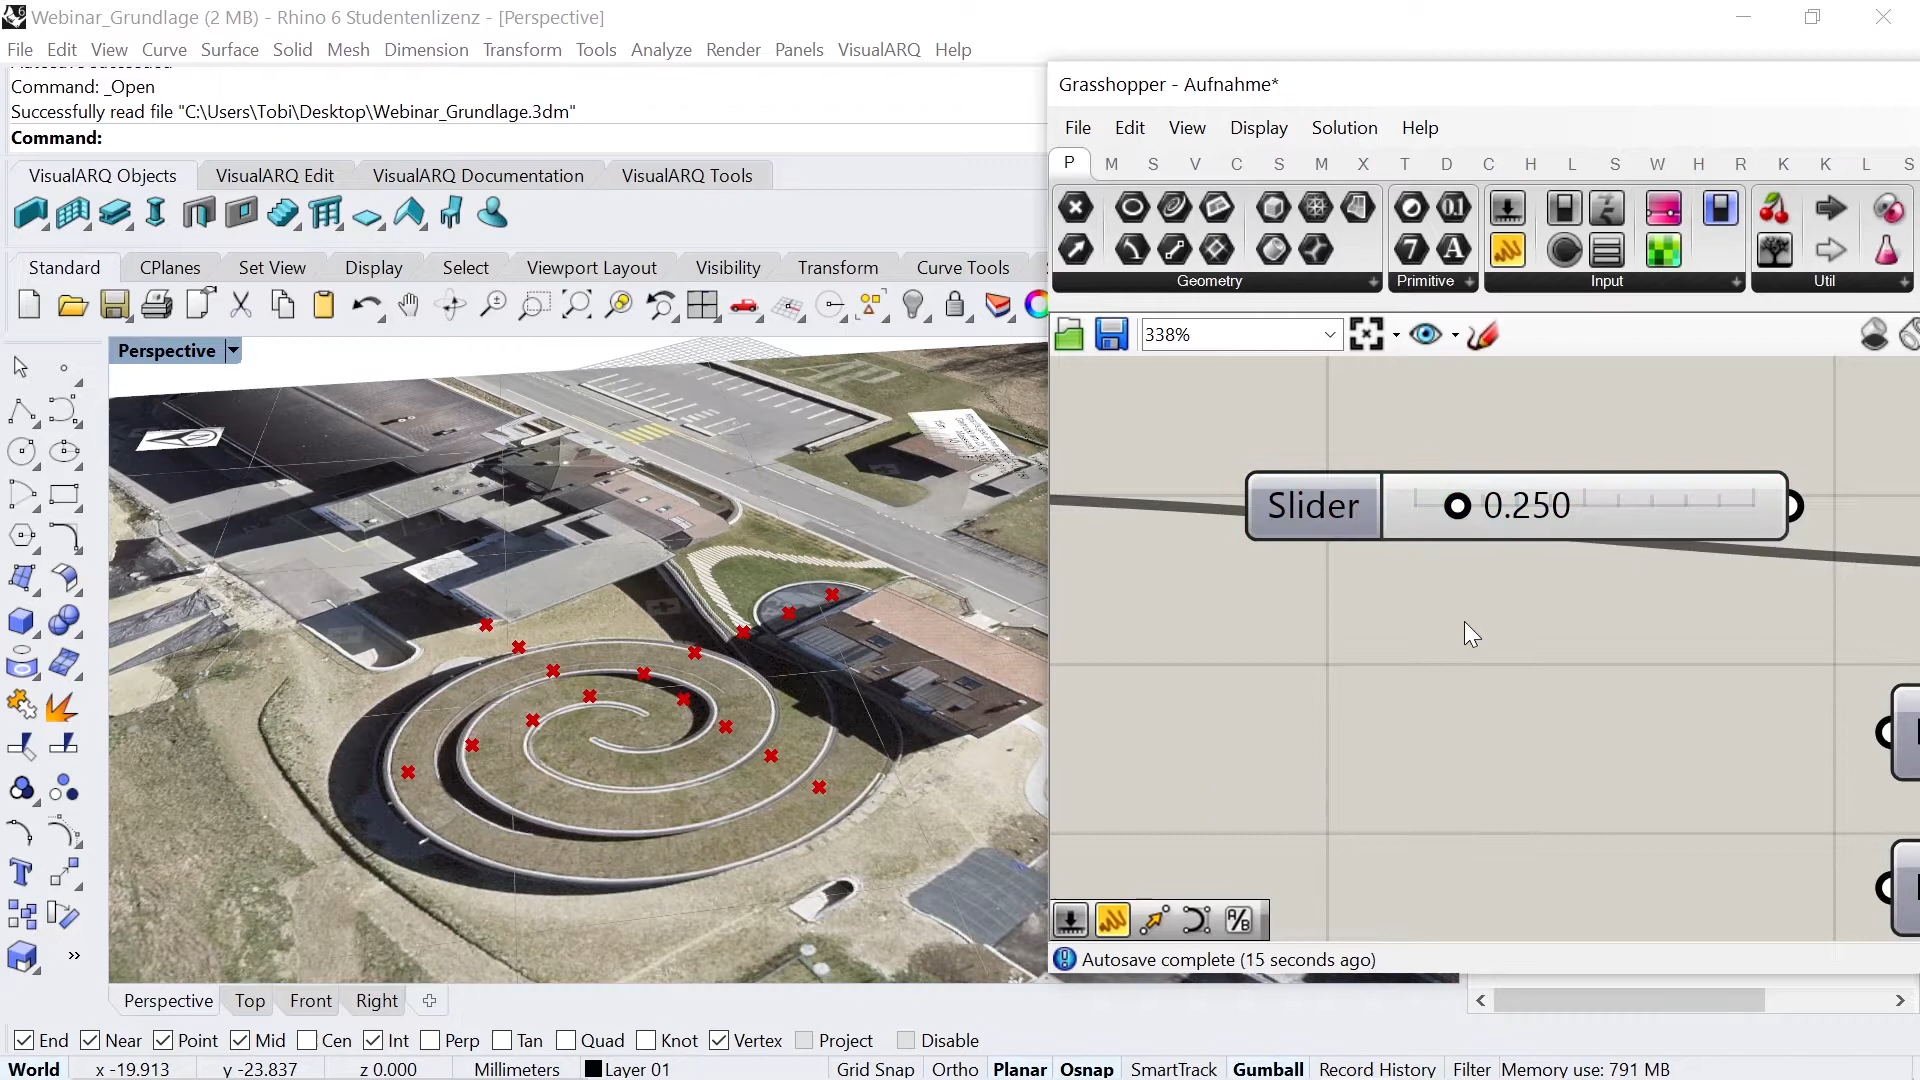 Webinar_Grundlage (2 MB) - Rhino 6 Studentenlizenz - [Perspective]
File Edit View Curve Surface Solid Mesh Dimension Transform Tools Analyze Render Panels VisualARQ Help
Command: _Open
Successfully read file "C:\Users\Tobi\Desktop\Webinar_Grundlage.3dm"
Command:
VisualARQ Objects VisualARQ Edit VisualARQ Documentation VisualARQ Tools
Standard CPlanes Set View Display Select Viewport Layout Visibility Transform Curve Tools
Perspective
Grasshopper - Aufnahme*
File Edit View Display Solution Help
P M S V C S M X T D C H L S W H R K K L S
Geometry Primitive Input Util
338%
Slider 0.250
Autosave complete (15 seconds ago)
Perspective Top Front Right
End Near Point Mid Cen Int Perp Tan Quad Knot Vertex Project Disable
World x -19.913 y -23.837 z 0.000 Millimeters Layer 01 Grid Snap Ortho Planar Osnap SmartTrack Gumball Record History Filter Memory use: 791 MB